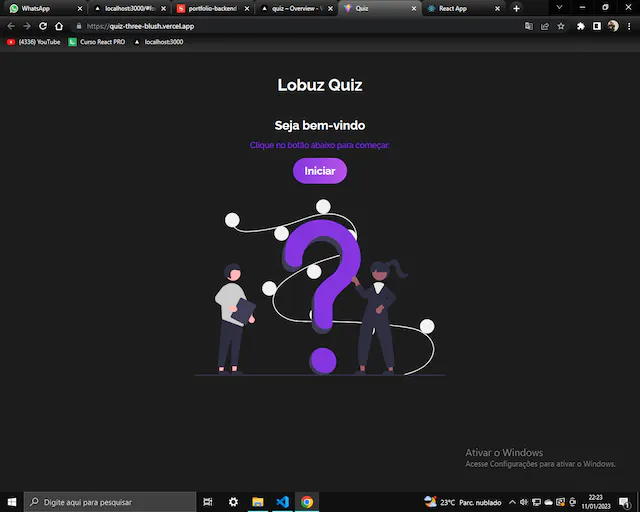 WhatsApp
localhost:3000/#in
portfolio-backend
quiz – Overview - V
Quiz
React App
https://quiz-three-blush.vercel.app
(4336) YouTube
Curso React PRO
localhost:3000
Lobuz Quiz
Seja bem-vindo
Clique no botão abaixo para começar:
Iniciar
?
Ativar o Windows
Acesse Configurações para ativar o Windows.
Digite aqui para pesquisar
23°C Parc. nublado
22:23
11/01/2023